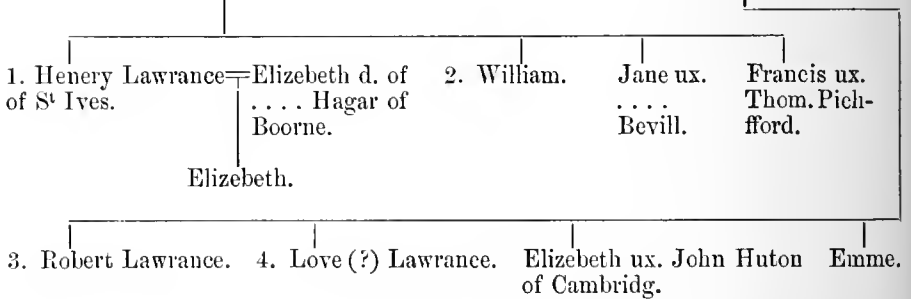 1. Henery Lawrance=Elizebeth d. of 2. William. Jane ux. Francis ux.
of Sᵗ Ives. .... Hagar of .... Thom. Pich-
Boorne. Bevill. fford.
Elizebeth.
3. Robert Lawrance. 4. Love (?) Lawrance. Elizebeth ux. John Huton Emme.
of Cambridg.